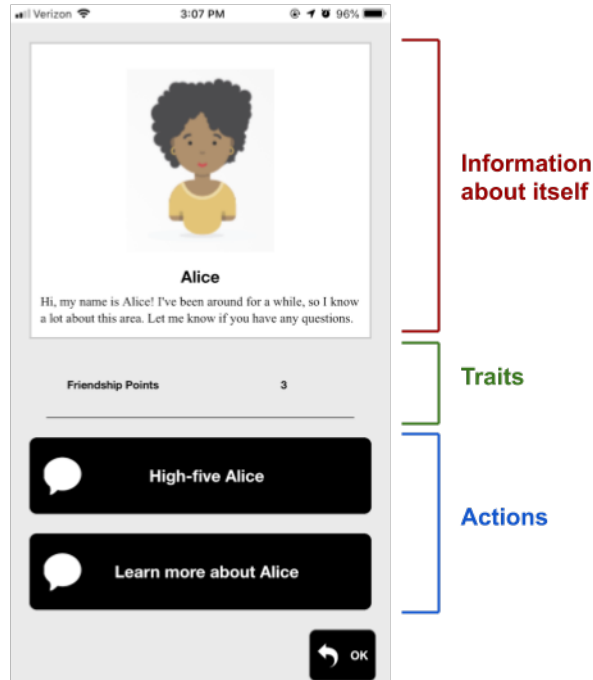 Verizon 3:07 PM 96%
Information
about itself
Alice
Hi, my name is Alice! I've been around for a while, so I know
a lot about this area. Let me know if you have any questions.
Friendship Points 3
Traits
High-five Alice
Actions
Learn more about Alice
OK